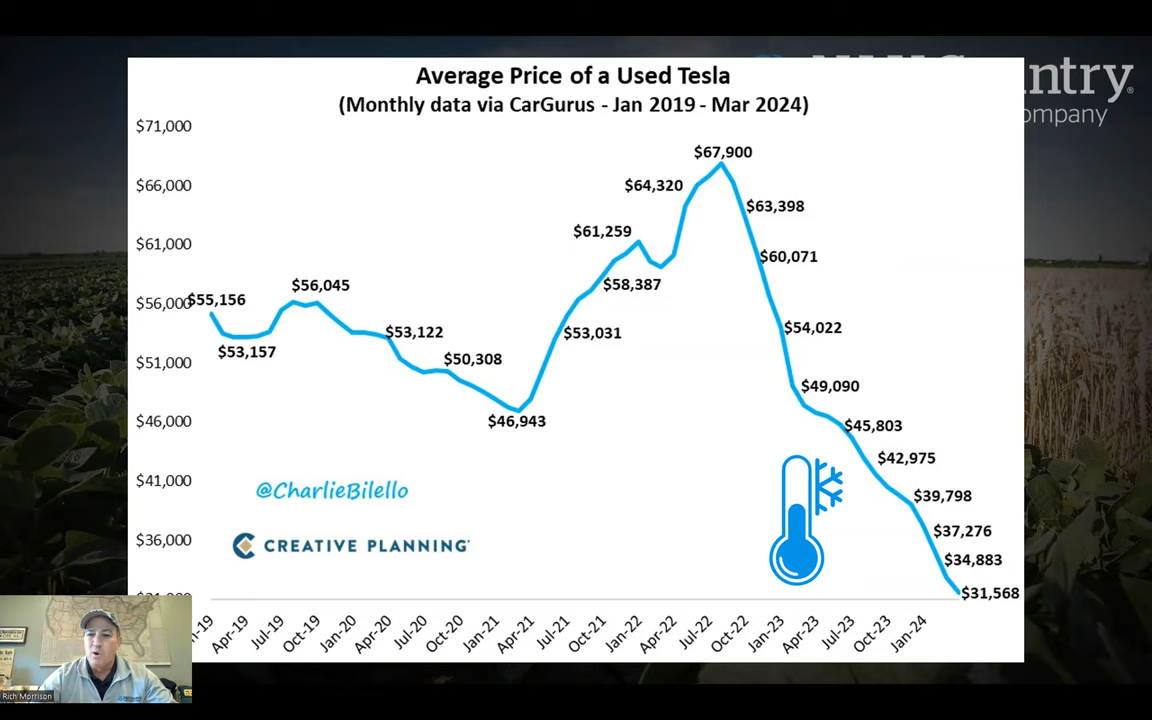 Average Price of a Used Tesla
(Monthly data via CarGurus - Jan 2019 - Mar 2024)
ntry
ompany
$71,000
$66,000
$61,000
$56,000
$51,000
$46,000
$41,000
$36,000
$55,156
$53,157
$56,045
$53,122
$50,308
$46,943
$53,031
$58,387
$61,259
$64,320
$67,900
$63,398
$60,071
$54,022
$49,090
$45,803
$42,975
$39,798
$37,276
$34,883
$31,568
@CharlieBilello
CREATIVE PLANNING
n-19
Apr-19
Jul-19
Oct-19
Jan-20
Apr-20
Jul-20
Oct-20
Jan-21
Apr-21
Jul-21
Oct-21
Jan-22
Apr-22
Jul-22
Oct-22
Jan-23
Apr-23
Jul-23
Oct-23
Jan-24
Rich Morrison